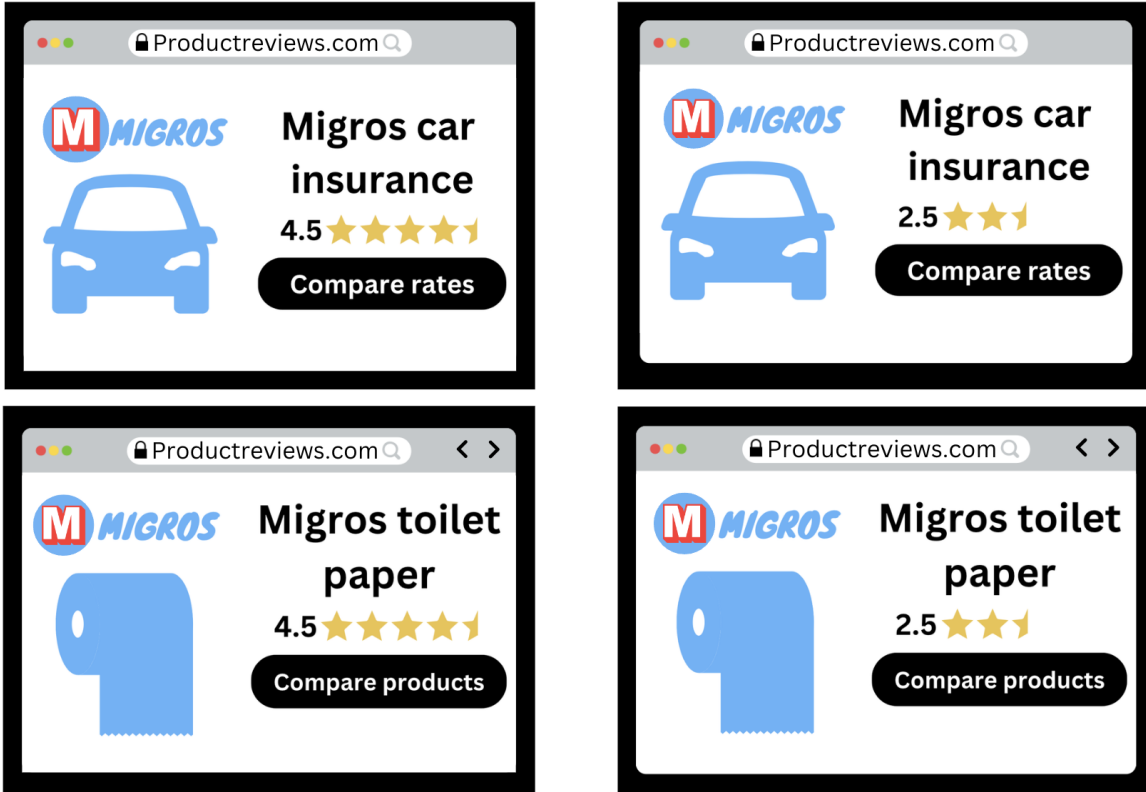 Productreviews.com
M MIGROS
Migros car
insurance
4.5
Compare rates
Productreviews.com
M MIGROS
Migros car
insurance
2.5
Compare rates
Productreviews.com
M MIGROS
Migros toilet
paper
4.5
Compare products
Productreviews.com
M MIGROS
Migros toilet
paper
2.5
Compare products